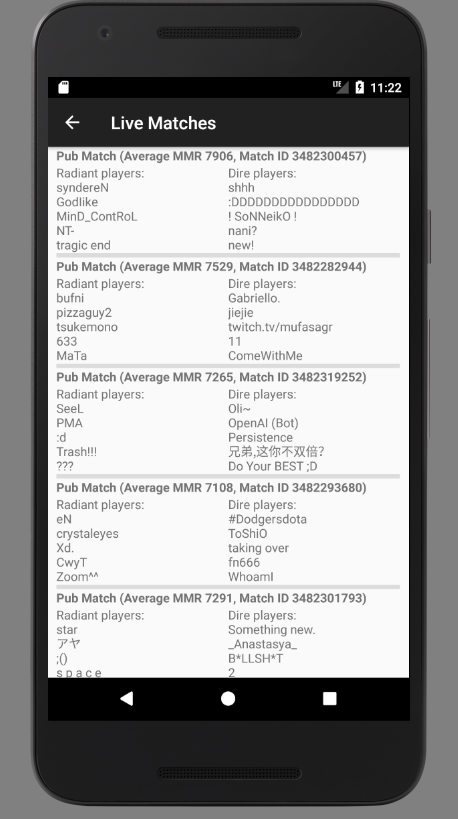 LTE 11:22
Live Matches
Pub Match (Average MMR 7906, Match ID 3482300457)
Radiant players: Dire players:
syndereN shhh
Godlike :DDDDDDDDDDDDDDDD
MinD_ContRoL ! SoNNeikO !
NT- nani?
tragic end new!
Pub Match (Average MMR 7529, Match ID 3482282944)
Radiant players: Dire players:
bufni Gabriello.
pizzaguy2 jiejie
tsukemono twitch.tv/mufasagr
633 11
MaTa ComeWithMe
Pub Match (Average MMR 7265, Match ID 3482319252)
Radiant players: Dire players:
SeeL Oli~
PMA OpenAI (Bot)
:d Persistence
Trash!!! 兄弟,这你不双倍?
??? Do Your BEST ;D
Pub Match (Average MMR 7108, Match ID 3482293680)
Radiant players: Dire players:
eN #Dodgersdota
crystaleyes ToShiO
Xd. taking over
CwyT fn666
Zoom^^ WhoamI
Pub Match (Average MMR 7291, Match ID 3482301793)
Radiant players: Dire players:
star Something new.
アヤ _Anastasya_
;() B*LLSH*T
s p a c e 2